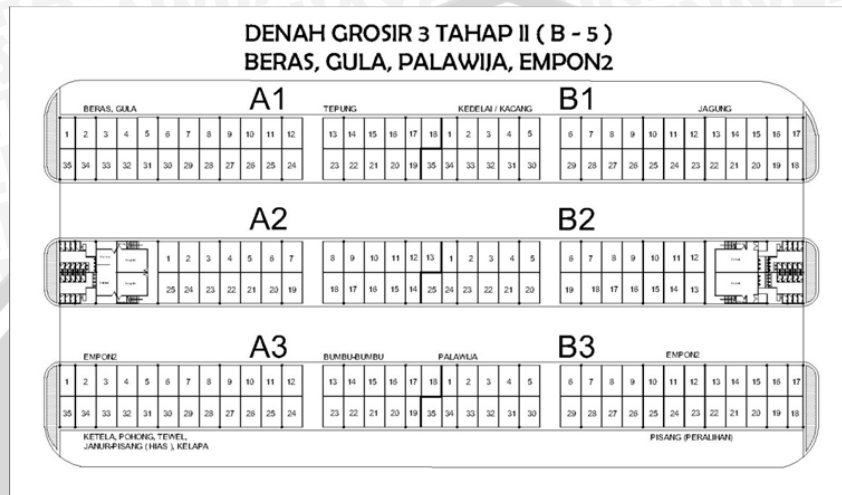 DENAH GROSIR 3 TAHAP II ( B - 5 )
BERAS, GULA, PALAWIJA, EMPON2
A1 B1
BERAS, GULA TEPUNG KEDELAI / KACANG JAGUNG
1 2 3 4 5 6 7 8 9 10 11 12 13 14 15 16 17 18 1 2 3 4 5 6 7 8 9 10 11 12 13 14 15 16 17
35 34 33 32 31 30 29 28 27 26 25 24 23 22 21 20 19 35 34 33 32 31 30 29 28 27 26 25 24 23 22 21 20 19 18
A2 B2
1 2 3 4 5 6 7 8 9 10 11 12 13 1 2 3 4 5 6 7 8 9 10 11 12
25 24 23 22 21 20 19 18 17 16 15 14 25 24 23 22 21 20 19 18 17 16 15 14 13
A3 B3
EMPON2 BUMBU-BUMBU PALAWIJA EMPON2
1 2 3 4 5 6 7 8 9 10 11 12 13 14 15 16 17 18 1 2 3 4 5 6 7 8 9 10 11 12 13 14 15 16 17
35 34 33 32 31 30 29 28 27 26 25 24 23 22 21 20 19 35 34 33 32 31 30 29 28 27 26 25 24 23 22 21 20 19 18
KETELA, POHONG, TEWEL, PISANG (PERALIHAN)
JANUR-PISANG ( HIAS ), KELAPA